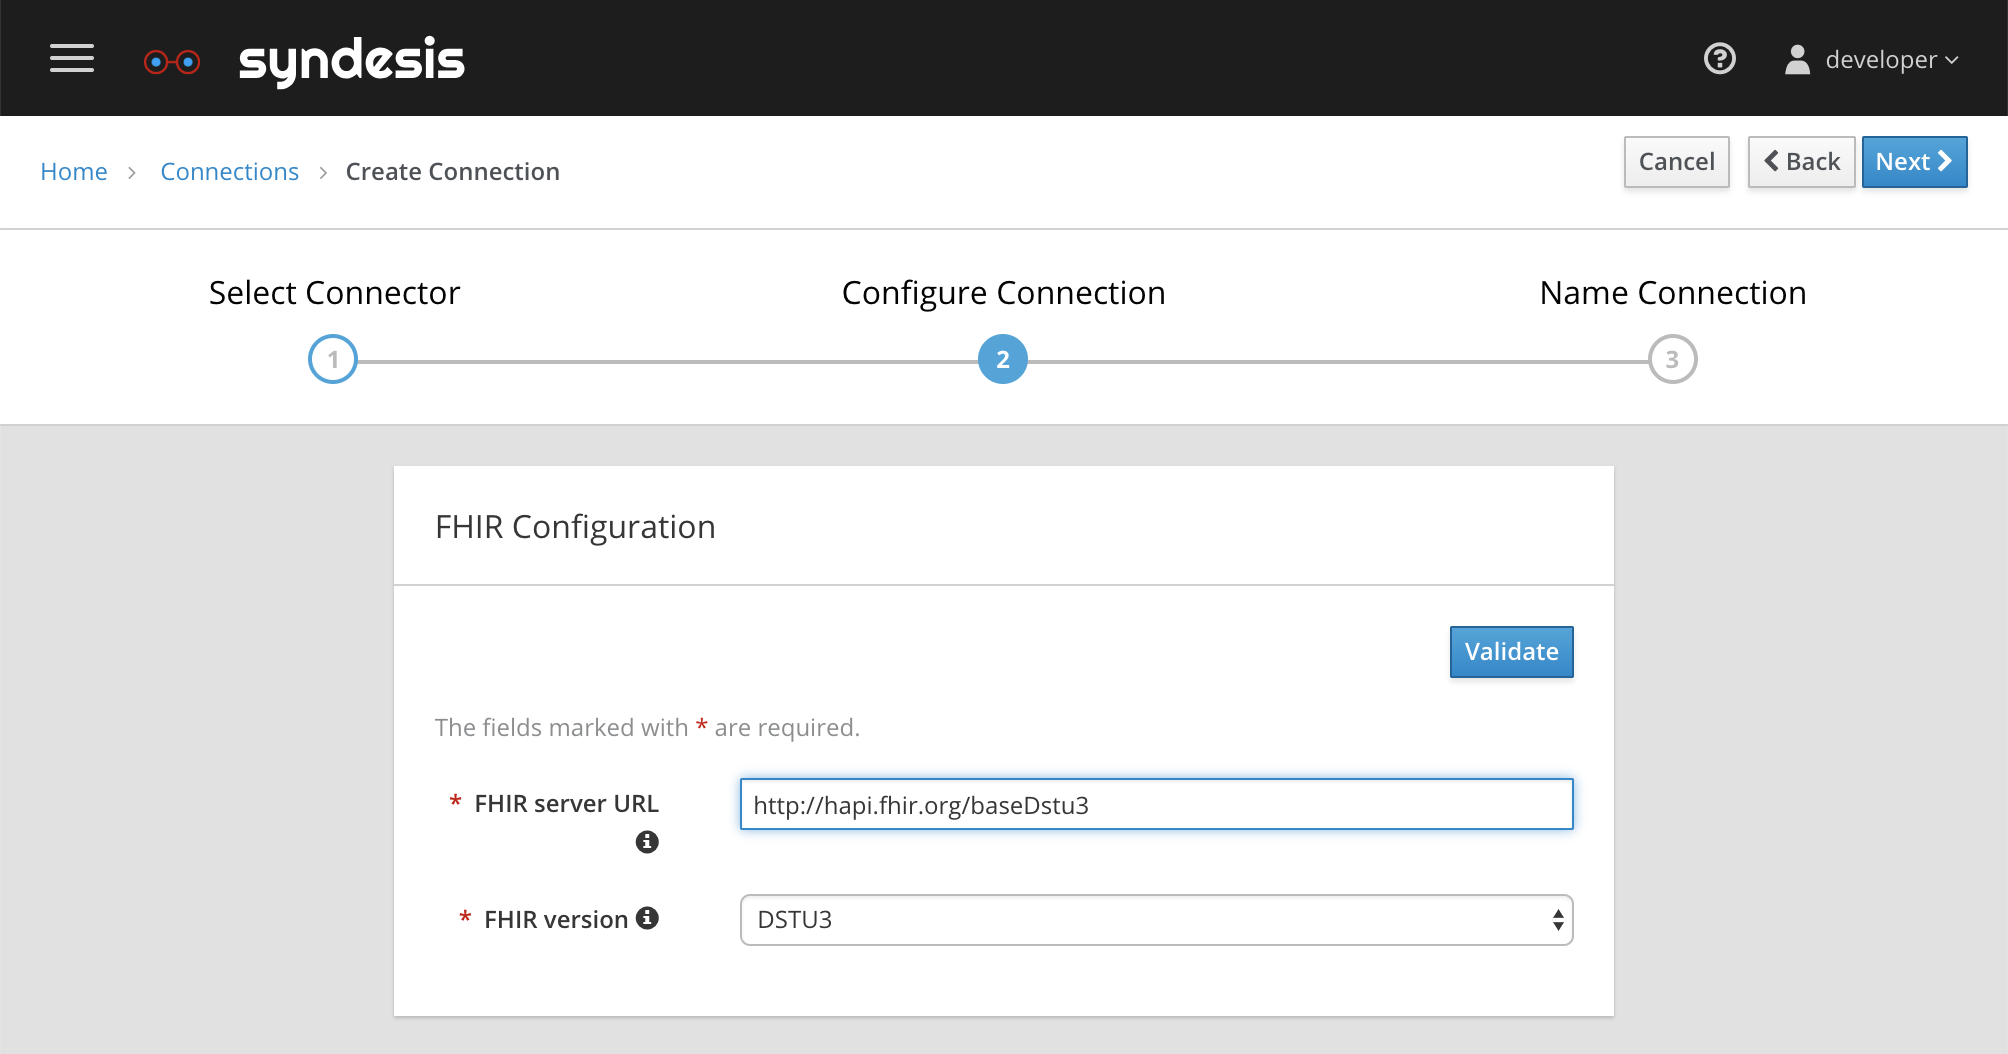 syndesis
developer
Home > Connections > Create Connection
Cancel Back Next
Select Connector Configure Connection Name Connection
1 2 3
FHIR Configuration
Validate
The fields marked with * are required.
* FHIR server URL http://hapi.fhir.org/baseDstu3
* FHIR version DSTU3